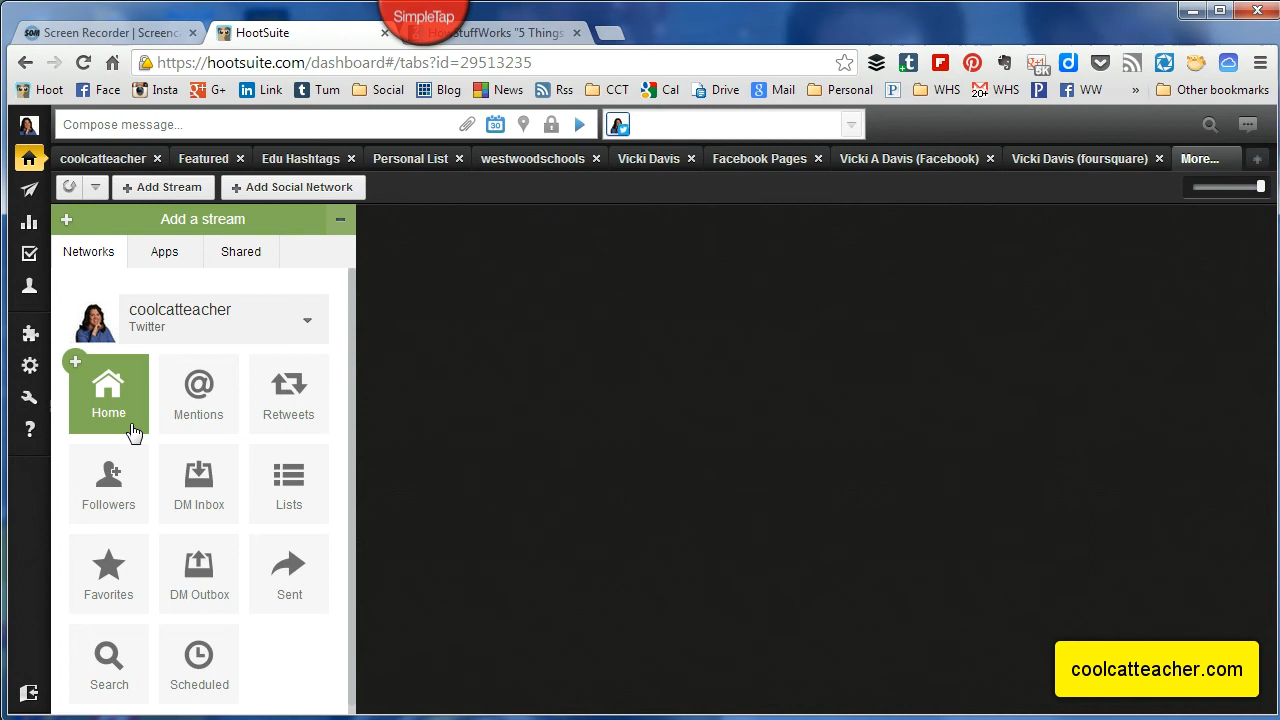 SimpleTap
SOM Screen Recorder | Screenc
HootSuite
HowStuffWorks "5 Things
https://hootsuite.com/dashboard#/tabs?id=29513235
5K
Hoot
Face
Insta
G+
Link
Tum
Social
Blog
News
Rss
CCT
Cal
Drive
Mail
Personal
P
WHS
20+ WHS
P
WW
»
Other bookmarks
Compose message...
30
coolcatteacher
Featured
Edu Hashtags
Personal List
westwoodschools
Vicki Davis
Facebook Pages
Vicki A Davis (Facebook)
Vicki Davis (foursquare)
More...
Add Stream
Add Social Network
Add a stream
Networks
Apps
Shared
coolcatteacher
Twitter
Home
Mentions
Retweets
Followers
DM Inbox
Lists
Favorites
DM Outbox
Sent
Search
Scheduled
coolcatteacher.com